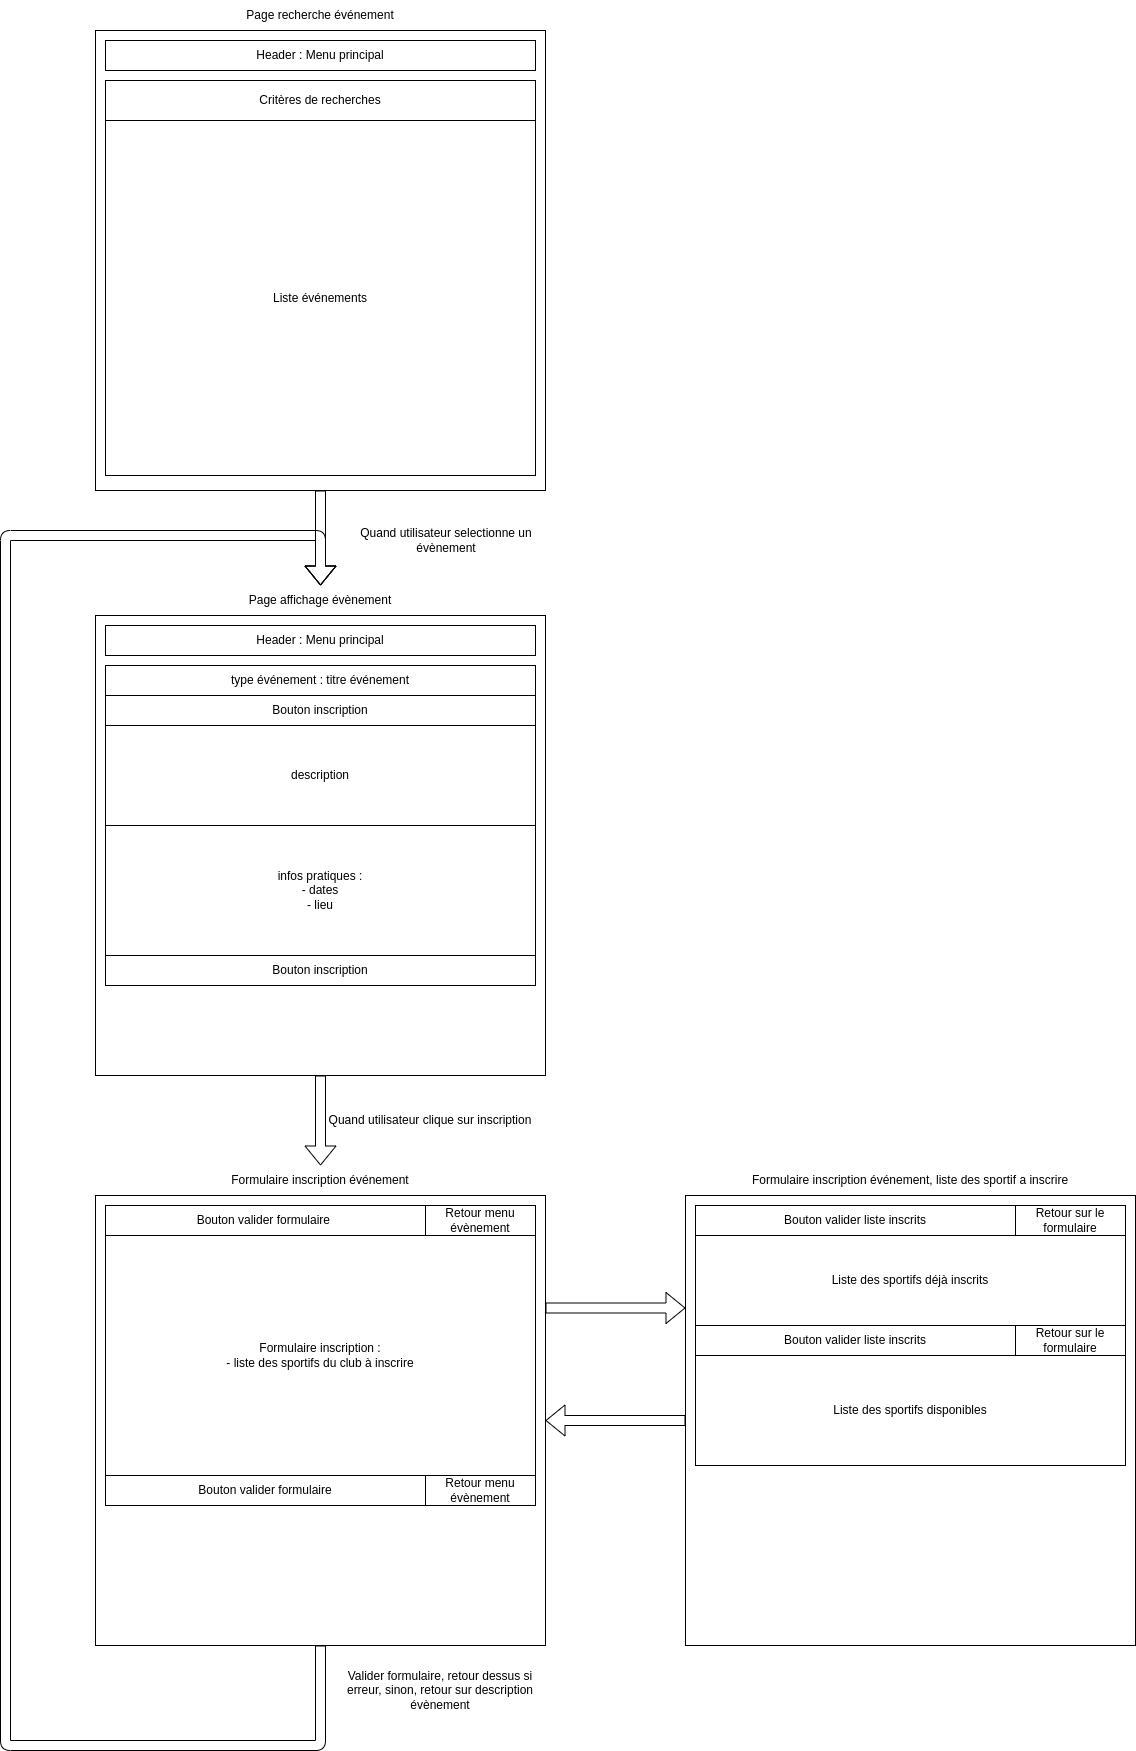 Page recherche événement
Header : Menu principal
Critères de recherches
Liste événements
Quand utilisateur selectionne un
évènement
Page affichage évènement
Header : Menu principal
type événement : titre événement
Bouton inscription
description
infos pratiques :
- dates
- lieu
Bouton inscription
Quand utilisateur clique sur inscription
Formulaire inscription événement
Bouton valider formulaire
Retour menu
évènement
Formulaire inscription :
- liste des sportifs du club à inscrire
Bouton valider formulaire
Retour menu
évènement
Formulaire inscription événement, liste des sportif a inscrire
Bouton valider liste inscrits
Retour sur le
formulaire
Liste des sportifs déjà inscrits
Bouton valider liste inscrits
Retour sur le
formulaire
Liste des sportifs disponibles
Valider formulaire, retour dessus si
erreur, sinon, retour sur description
évènement